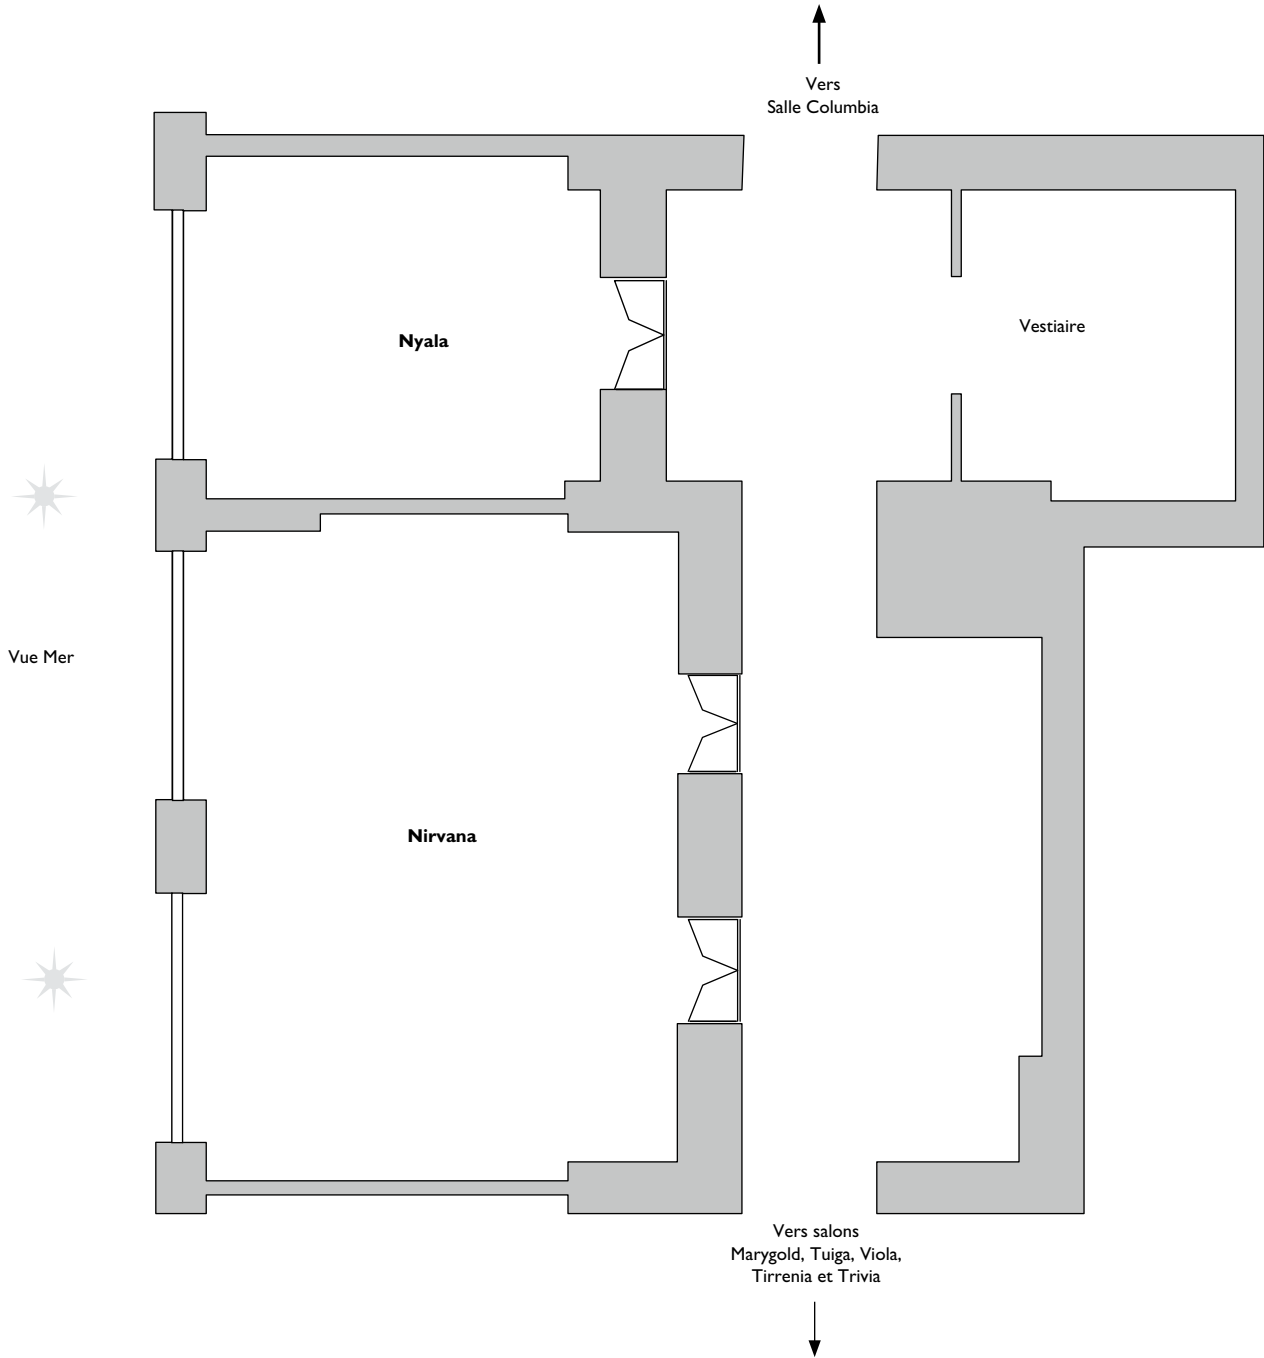 Vers
Salle Columbia
Vestiaire
Nyala
Vue Mer
Nirvana
Vers salons
Marygold, Tuiga, Viola,
Tirrenia et Trivia